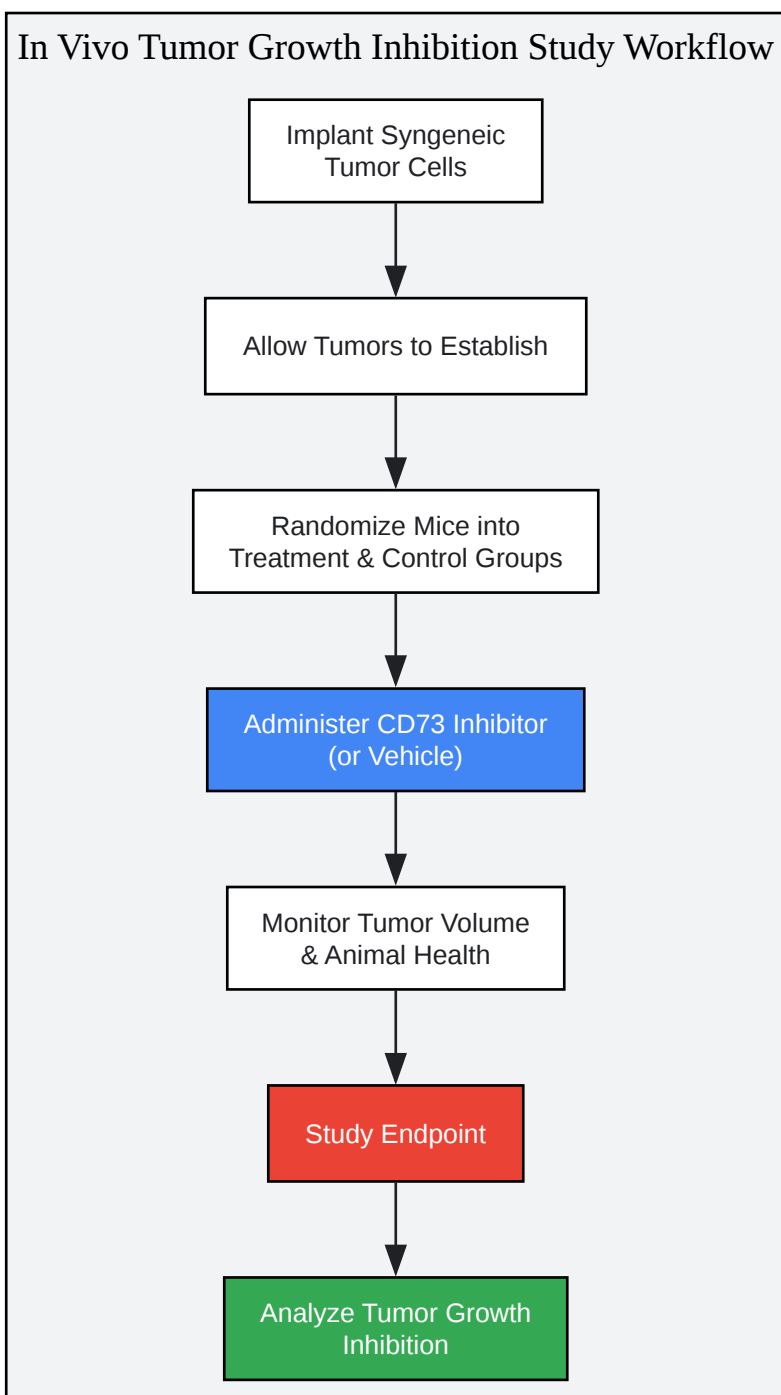 In Vivo Tumor Growth Inhibition Study Workflow
Implant Syngeneic
Tumor Cells
Allow Tumors to Establish
Randomize Mice into
Treatment & Control Groups
Administer CD73 Inhibitor
(or Vehicle)
Monitor Tumor Volume
& Animal Health
Study Endpoint
Analyze Tumor Growth
Inhibition